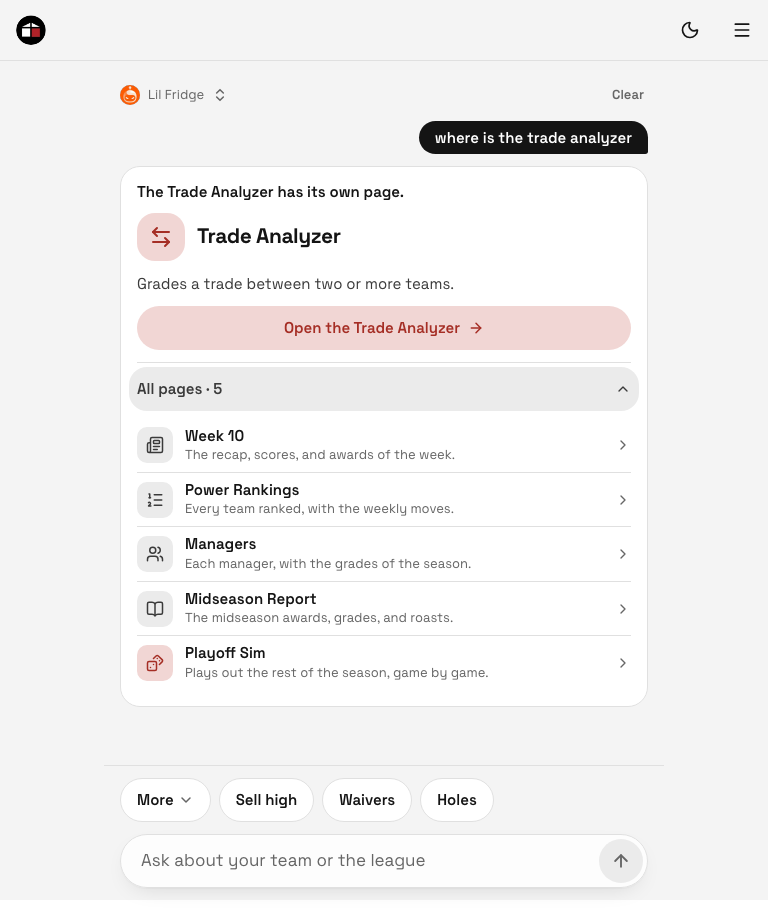 Lil Fridge
Clear
where is the trade analyzer
The Trade Analyzer has its own page.
Trade Analyzer
Grades a trade between two or more teams.
Open the Trade Analyzer
All pages · 5
Week 10
The recap, scores, and awards of the week.
Power Rankings
Every team ranked, with the weekly moves.
Managers
Each manager, with the grades of the season.
Midseason Report
The midseason awards, grades, and roasts.
Playoff Sim
Plays out the rest of the season, game by game.
More
Sell high
Waivers
Holes
Ask about your team or the league